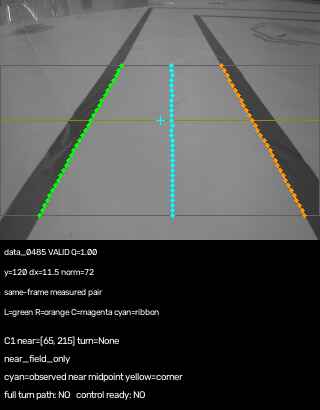 data_0485 VALID Q=1.00
y=120 dx=11.5 norm=72
same-frame measured pair
L=green R=orange C=magenta cyan=ribbon
C1 near=[65, 215] turn=None
near_field_only
cyan=observed near midpoint yellow=corner
full turn path: NO control ready: NO